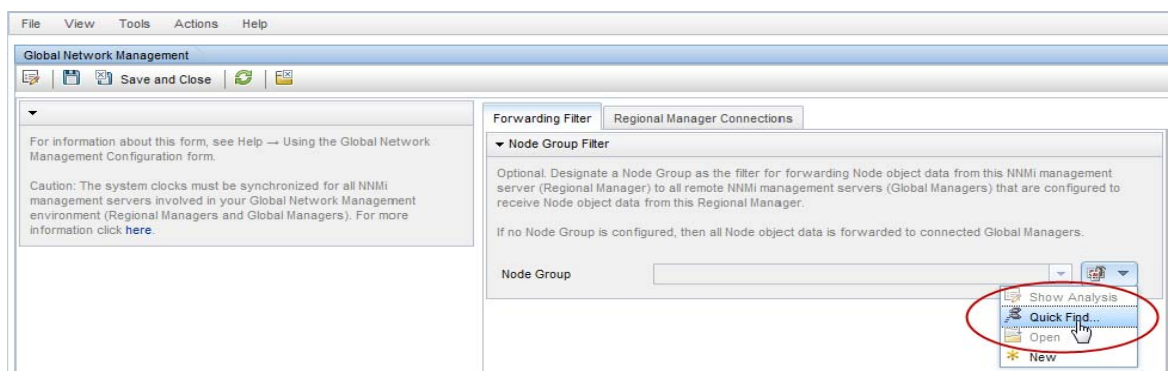 File View Tools Actions Help
Global Network Management
Save and Close
For information about this form, see Help → Using the Global Network
Management Configuration form.
Caution: The system clocks must be synchronized for all NNMi
management servers involved in your Global Network Management
environment (Regional Managers and Global Managers). For more
information click here.
Forwarding Filter Regional Manager Connections
Node Group Filter
Optional. Designate a Node Group as the filter for forwarding Node object data from this NNMi management
server (Regional Manager) to all remote NNMi management servers (Global Managers) that are configured to
receive Node object data from this Regional Manager.
If no Node Group is configured, then all Node object data is forwarded to connected Global Managers.
Node Group
Show Analysis
Quick Find...
Open
New